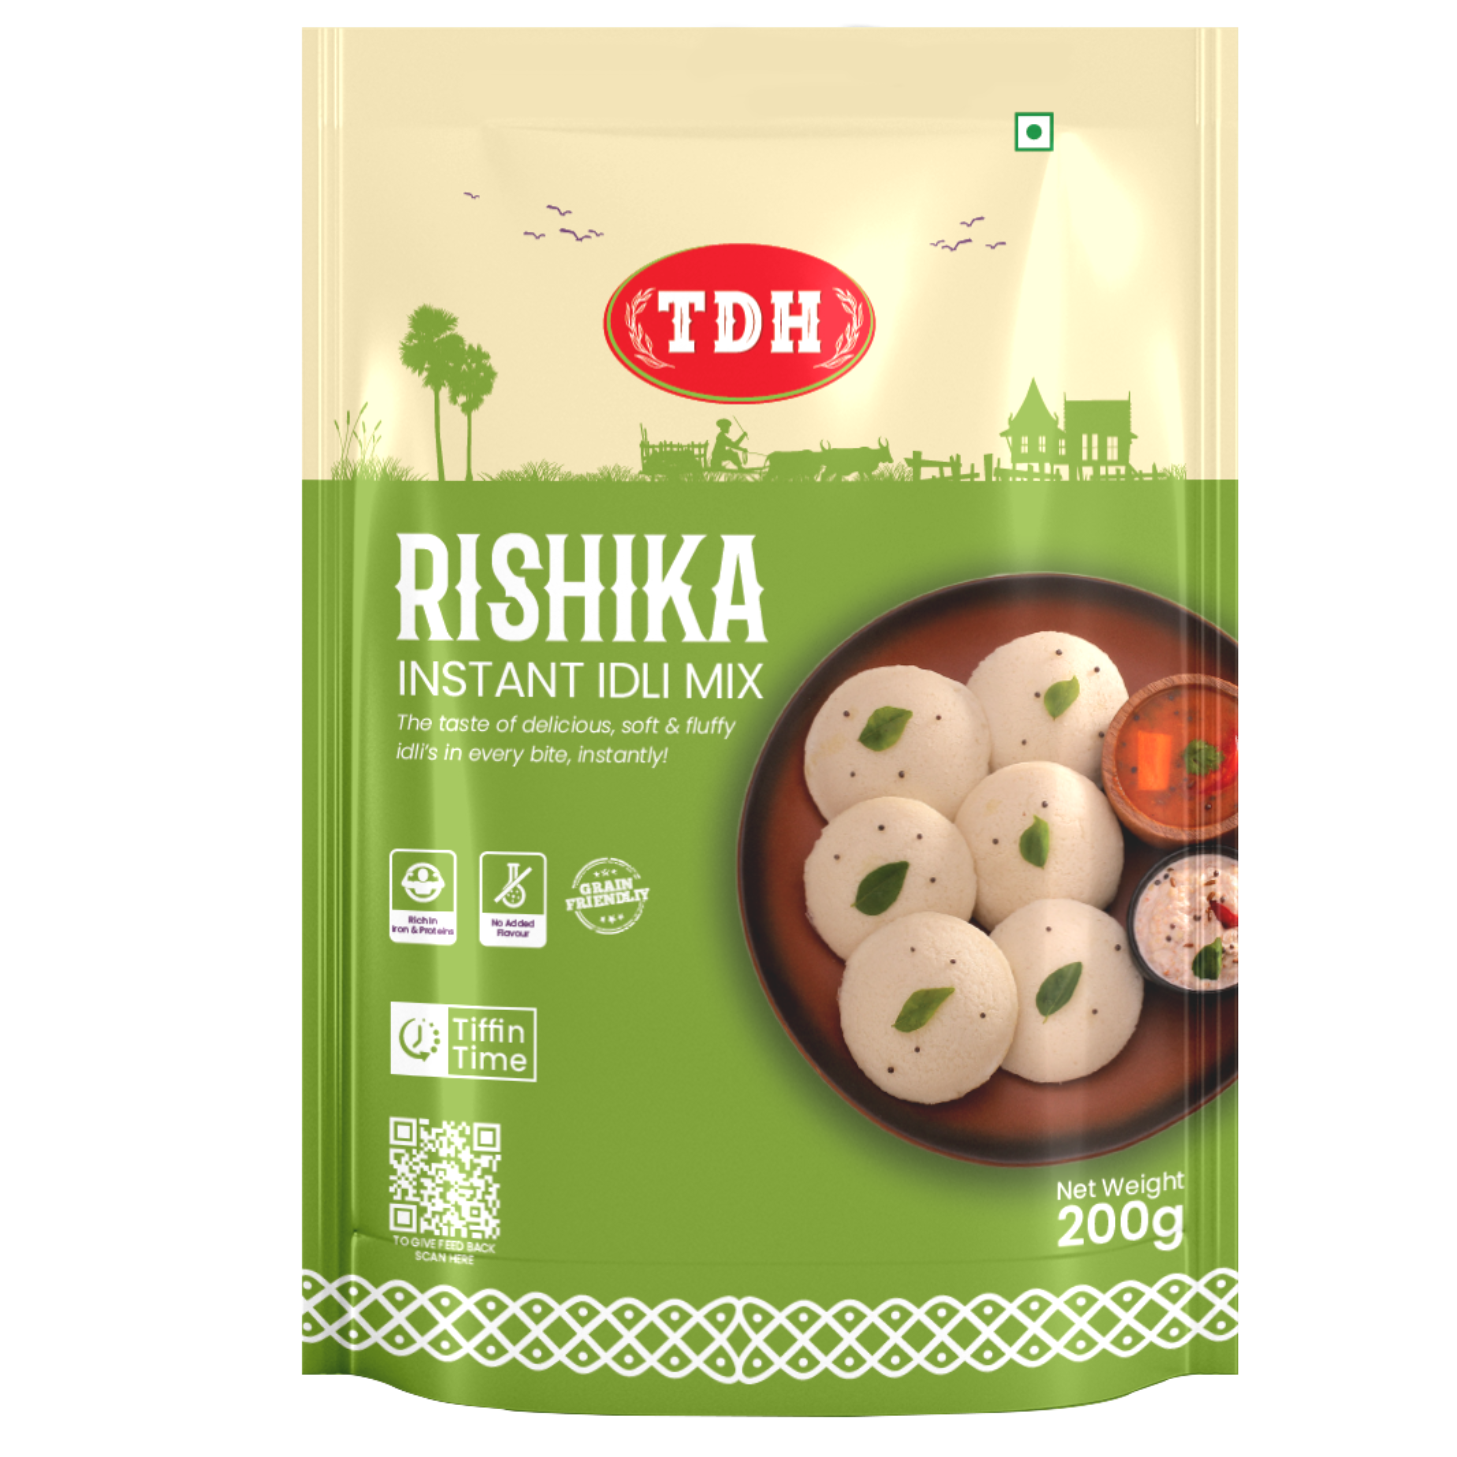 TDH
RISHIKA
INSTANT IDLI MIX
The taste of delicious, soft & fluffy
idli's in every bite, instantly!
Rich In
Iron & Proteins
No Added
Flavour
GRAIN
FRIENDLIY
Tiffin
Time
TO GIVE FEED BACK
SCAN HERE
Net Weight
200g